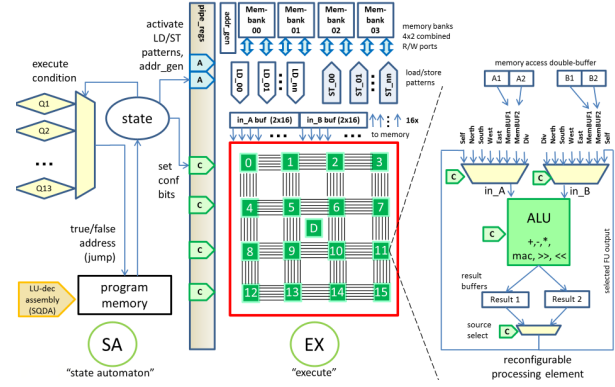 activate
LD/ST
patterns,
addr_gen
execute
condition
Q1
Q2
...
Q13
state
set
conf
bits
true/false
address
(jump)
LU-dec
assembly
(SQDA)
program
memory
SA
"state automaton"
pipe_regs
A
A
C
C
C
C
addr_gen
Mem-
bank
00
Mem-
bank
01
Mem-
bank
02
Mem-
bank
03
memory banks
4x2 combined
R/W ports
LD_00
LD_01
LD_nn
ST_00
ST_01
ST_nn
load/store
patterns
in_A buf (2x16)
in_B buf (2x16)
16x
to memory
0
1
2
3
4
5
6
7
D
8
9
10
11
12
13
14
15
EX
"execute"
memory access double-buffer
A1
A2
B1
B2
Self
North
South
West
East
MemBUF1
MemBUF2
Div
Div
MemBUF1
MemBUF2
East
West
South
North
Self
C
C
in_A
in_B
C
ALU
+,-,*,
mac, >>, <<
selected FU output
result
buffers
Result 1
Result 2
source
select
C
reconfigurable
processing element